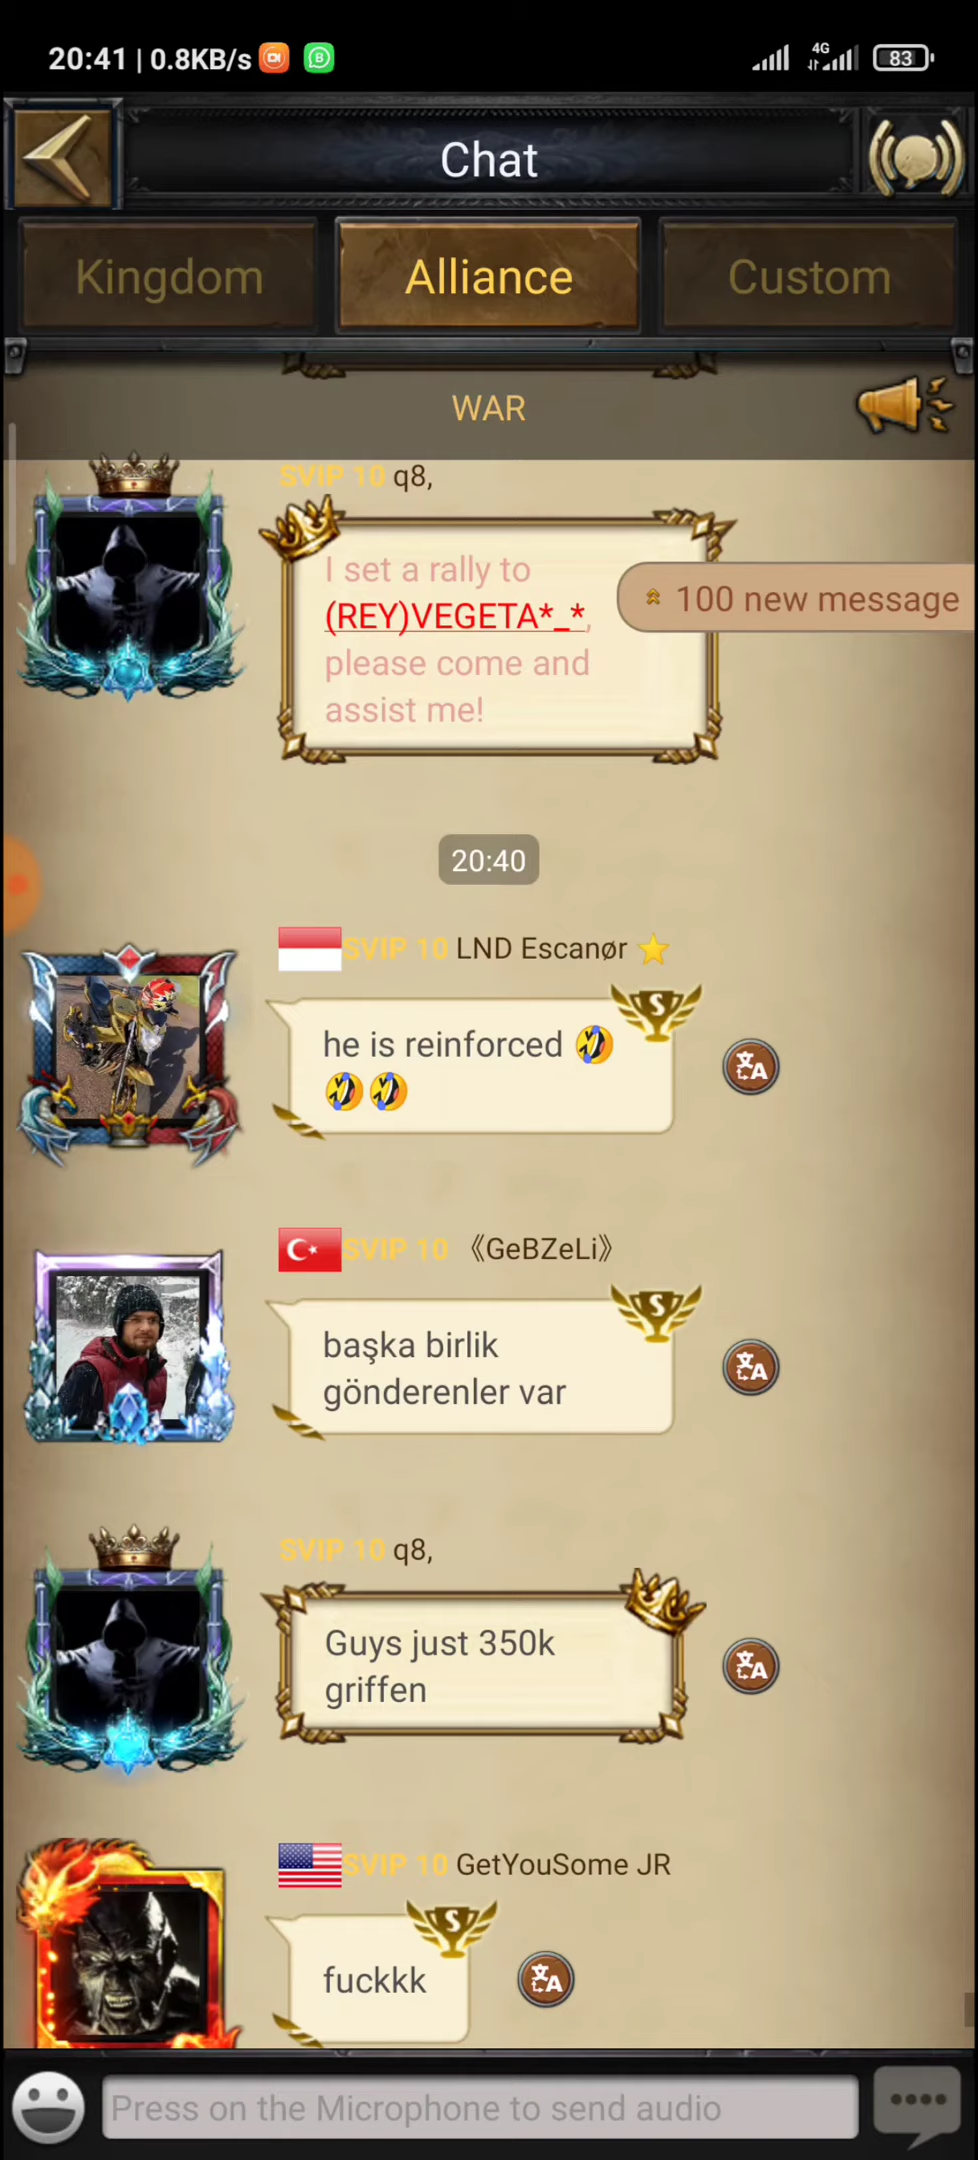 20:41 | 0.8KB/s
4G
83
Chat
Kingdom
Alliance
Custom
WAR
SVIP 10 q8,
I set a rally to
(REY)VEGETA*_*,
please come and
assist me!
100 new message
20:40
SVIP 10 LND Escanør ⭐
S
he is reinforced 🤣
🤣🤣
SVIP 10 《GeBZeLi》
S
başka birlik
gönderenler var
SVIP 10 q8,
Guys just 350k
griffen
SVIP 10 GetYouSome JR
S
fuckkk
Press on the Microphone to send audio